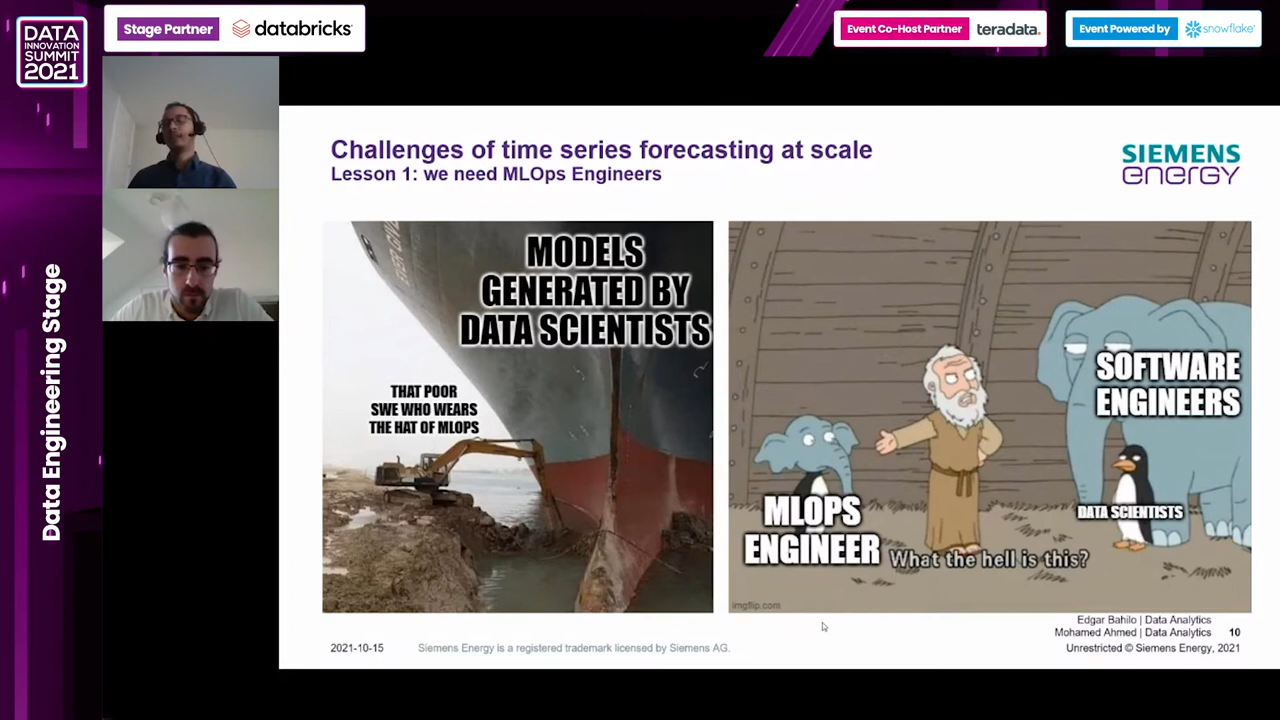 DATA
INNOVATION
SUMMIT
2021
Stage Partner
databricks
Event Co-Host Partner
teradata.
Event Powered by
snowflake
Data Engineering Stage
Challenges of time series forecasting at scale
Lesson 1: we need MLOps Engineers
SIEMENS
energy
MODELS
GENERATED BY
DATA SCIENTISTS
THAT POOR
SWE WHO WEARS
THE HAT OF MLOPS
SOFTWARE
ENGINEERS
DATA SCIENTISTS
MLOPS
ENGINEER
What the hell is this?
imgflip.com
Edgar Bahilo | Data Analytics
Mohamed Ahmed | Data Analytics 10
2021-10-15
Siemens Energy is a registered trademark licensed by Siemens AG.
Unrestricted © Siemens Energy, 2021